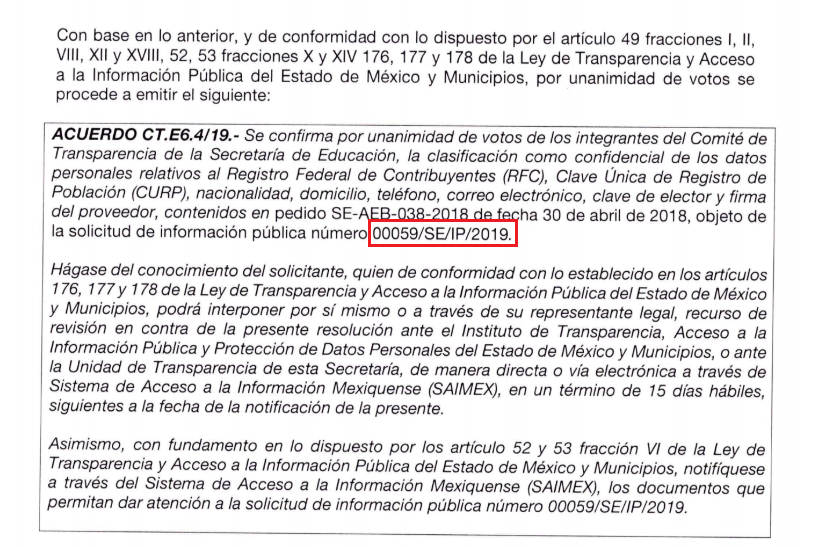 Con base en lo anterior, y de conformidad con lo dispuesto por el artículo 49 fracciones I, II,
VIII, XII y XVIII, 52, 53 fracciones X y XIV 176, 177 y 178 de la Ley de Transparencia y Acceso
a la Información Pública del Estado de México y Municipios, por unanimidad de votos se
procede a emitir el siguiente:
ACUERDO CT.E6.4/19.- Se confirma por unanimidad de votos de los integrantes del Comité de
Transparencia de la Secretaría de Educación, la clasificación como confidencial de los datos
personales relativos al Registro Federal de Contribuyentes (RFC), Clave Única de Registro de
Población (CURP), nacionalidad, domicilio, teléfono, correo electrónico, clave de elector y firma
del proveedor, contenidos en pedido SE-AEB-038-2018 de fecha 30 de abril de 2018, objeto de
la solicitud de información pública número 00059/SE/IP/2019.
Hágase del conocimiento del solicitante, quien de conformidad con lo establecido en los artículos
176, 177 y 178 de la Ley de Transparencia y Acceso a la Información Pública del Estado de México
y Municipios, podrá interponer por sí mismo o a través de su representante legal, recurso de
revisión en contra de la presente resolución ante el Instituto de Transparencia, Acceso a la
Información Pública y Protección de Datos Personales del Estado de México y Municipios, o ante
la Unidad de Transparencia de esta Secretaría, de manera directa o vía electrónica a través de
Sistema de Acceso a la Información Mexiquense (SAIMEX), en un término de 15 días hábiles,
siguientes a la fecha de la notificación de la presente.
Asimismo, con fundamento en lo dispuesto por los artículo 52 y 53 fracción VI de la Ley de
Transparencia y Acceso a la Información Pública del Estado de México y Municipios, notifíquese
a través del Sistema de Acceso a la Información Mexiquense (SAIMEX), los documentos que
permitan dar atención a la solicitud de información pública número 00059/SE/IP/2019.